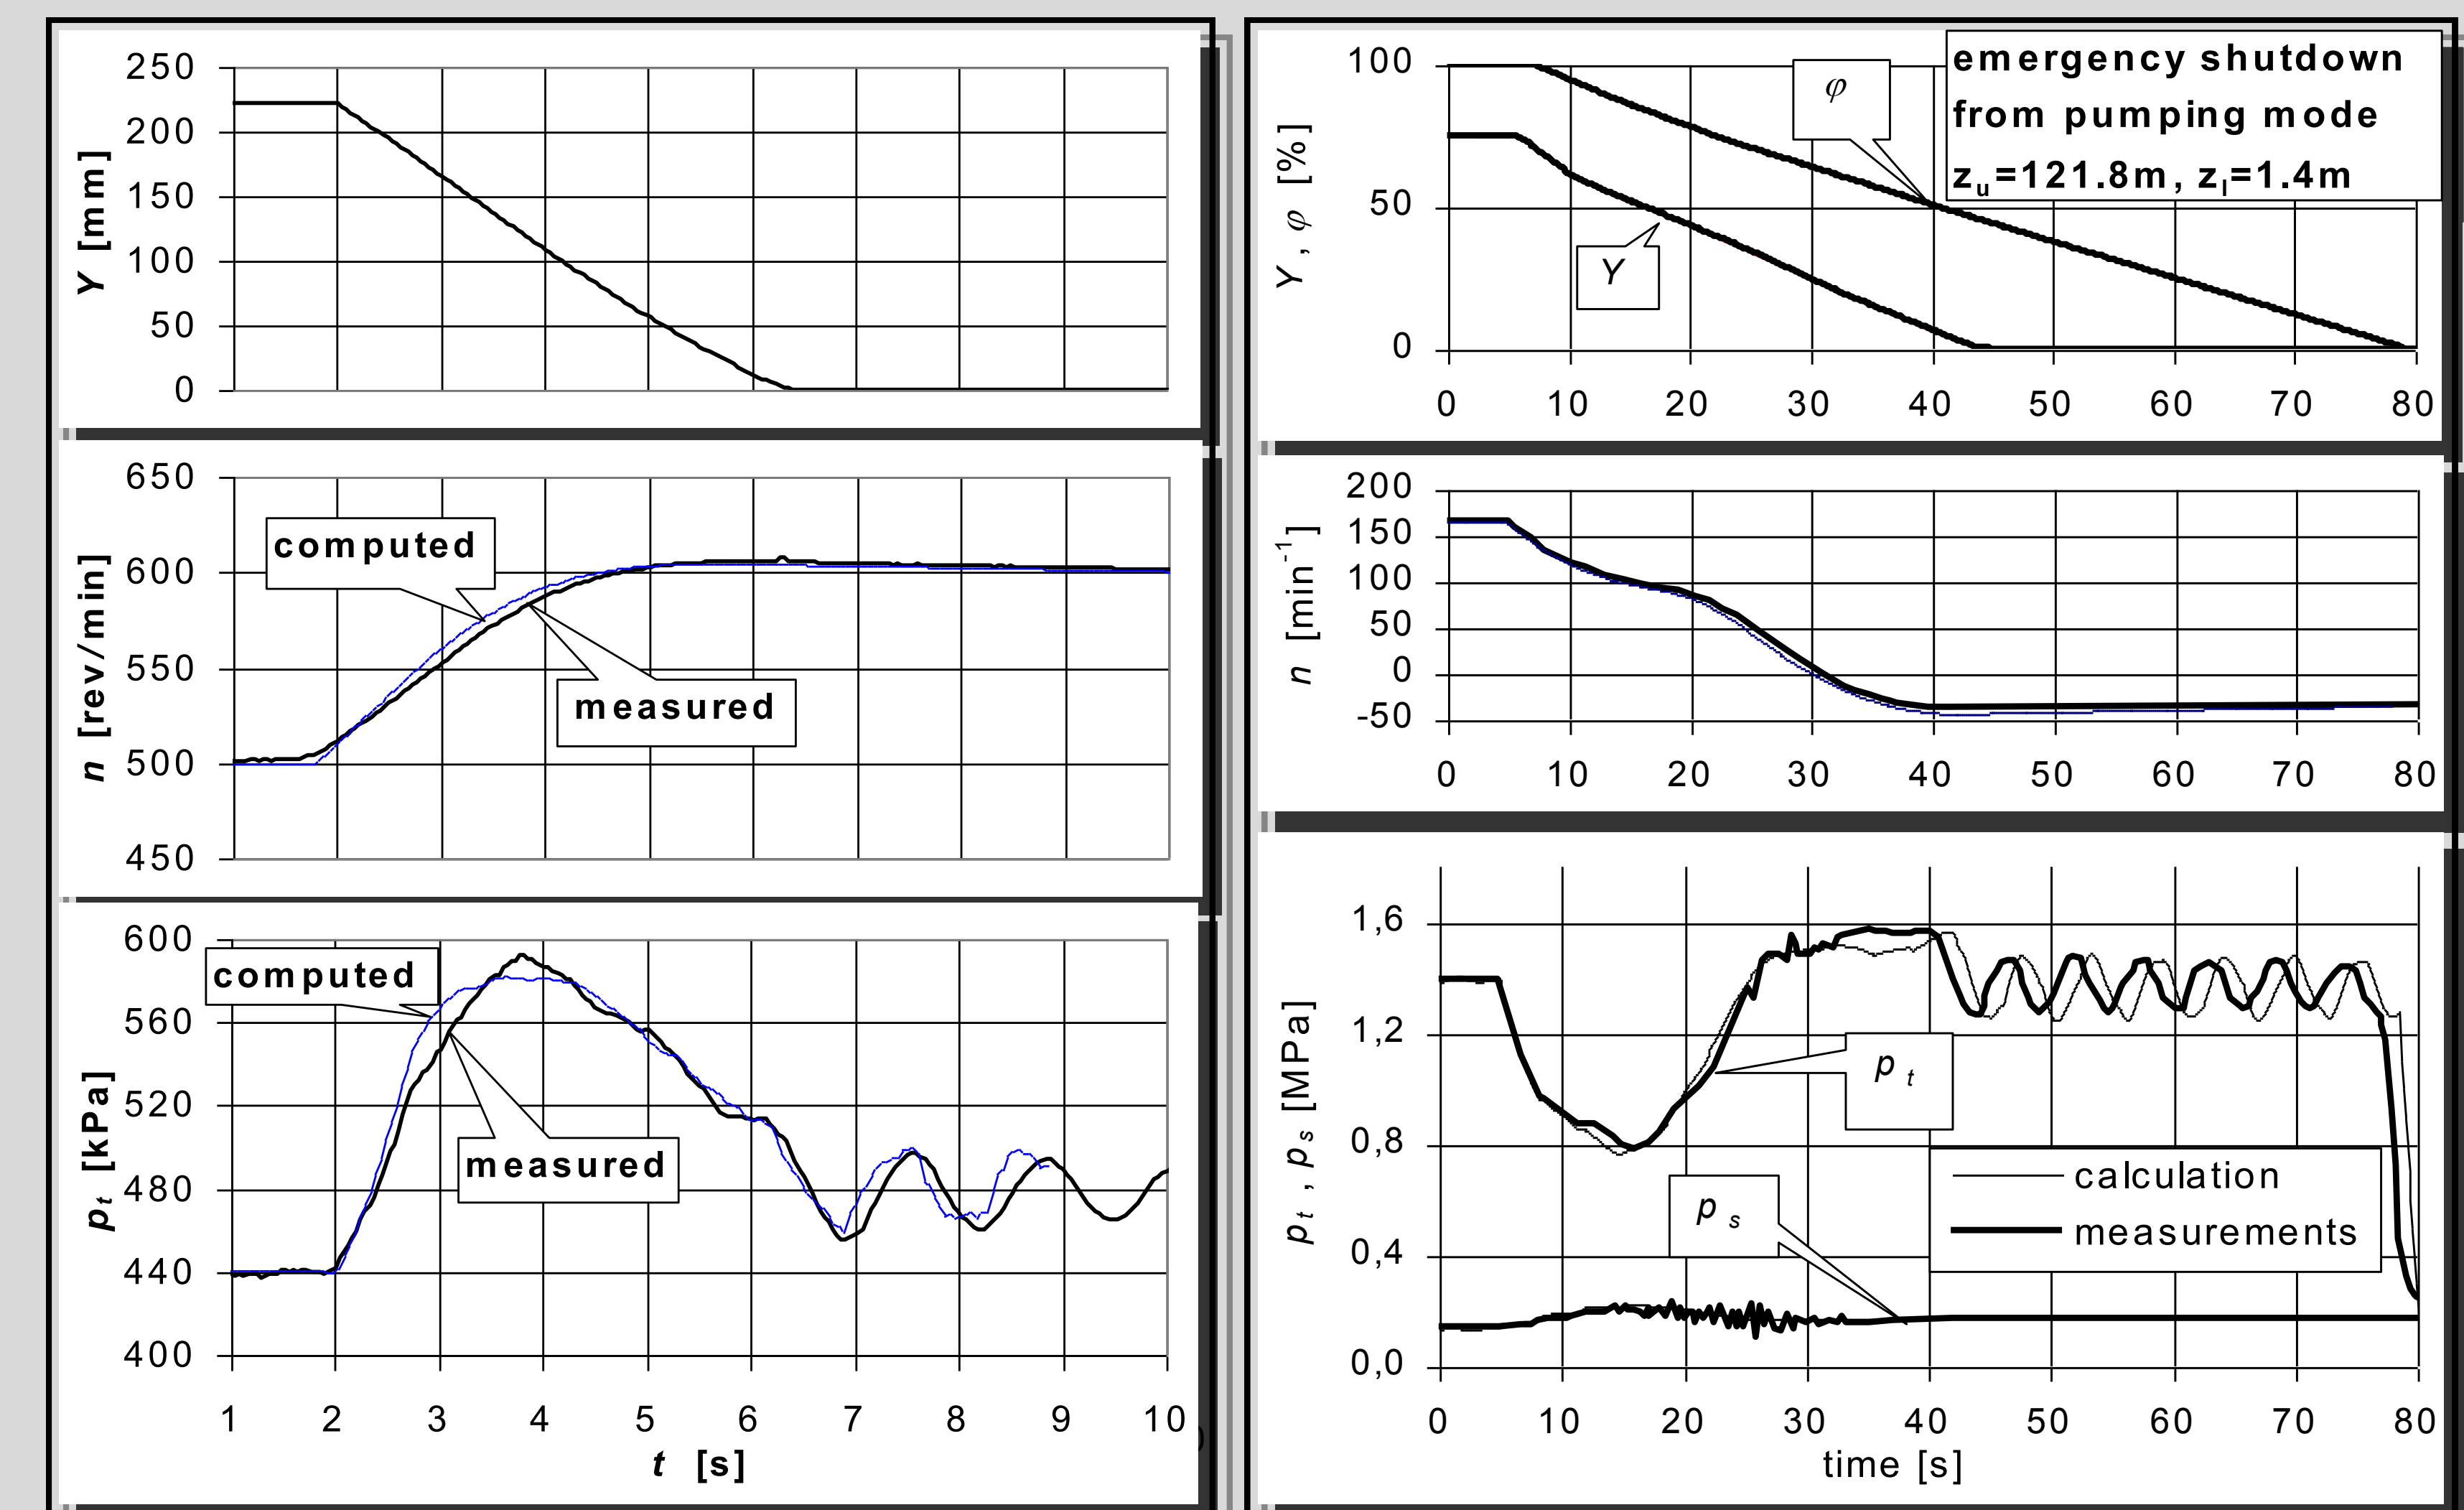 250
200
150
100
50
0
Y [mm]
650
600
550
500
450
n [rev/min]
computed
measured
600
560
520
480
440
400
pt [kPa]
computed
measured
1 2 3 4 5 6 7 8 9 10
t [s]
100
50
0
Y, φ [%]
φ
Y
emergency shutdown
from pumping mode
zu=121.8m, zl=1.4m
0 10 20 30 40 50 60 70 80
200
150
100
50
0
-50
n [min-1]
0 10 20 30 40 50 60 70 80
1,6
1,2
0,8
0,4
0,0
pt, ps [MPa]
p t
p s
calculation
measurements
0 10 20 30 40 50 60 70 80
time [s]